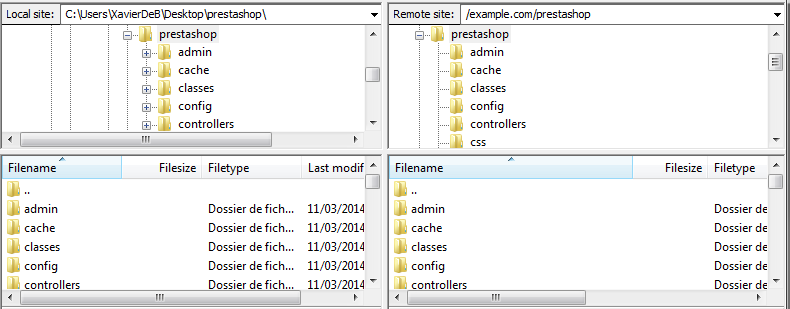 Local site: C:\Users\XavierDeB\Desktop\prestashop\
prestashop
admin
cache
classes
config
controllers
Filename Filesize Filetype Last modif
..
admin Dossier de fich... 11/03/2014
cache Dossier de fich... 11/03/2014
classes Dossier de fich... 11/03/2014
config Dossier de fich... 11/03/2014
controllers Dossier de fich... 11/03/2014
Remote site: /example.com/prestashop
prestashop
admin
cache
classes
config
controllers
css
Filename Filesize Filetype
..
admin Dossier de
cache Dossier de
classes Dossier de
config Dossier de
controllers Dossier de